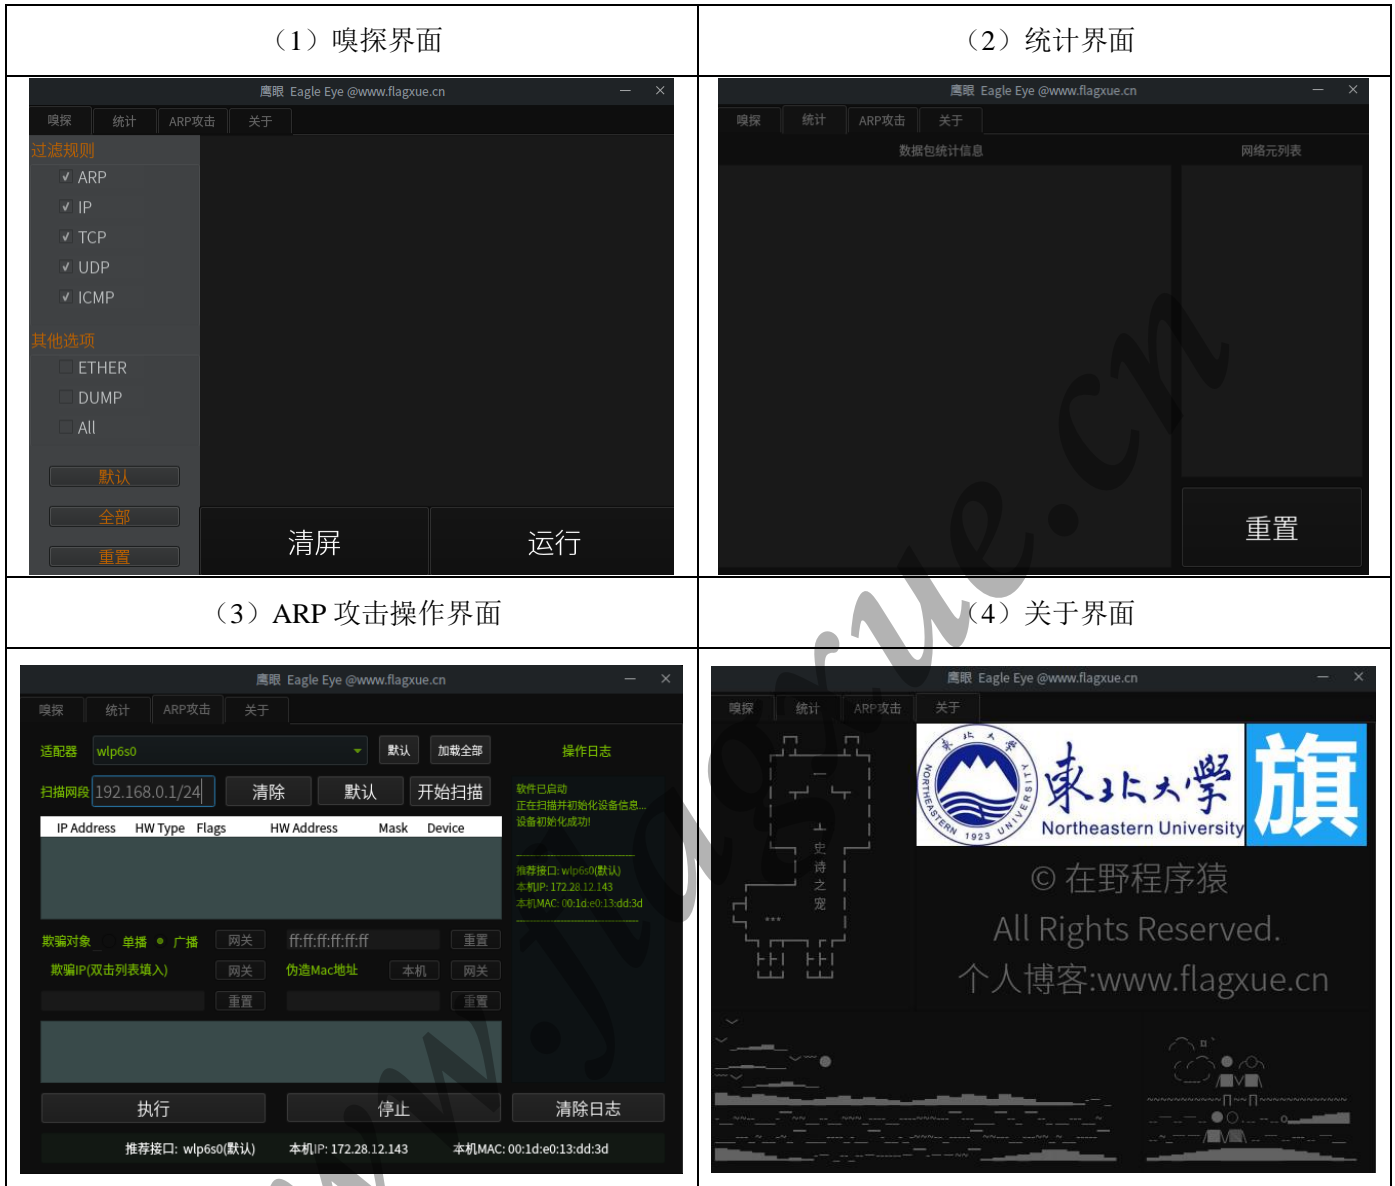 （1）嗅探界面
（2）统计界面
鹰眼 Eagle Eye @www.flagxue.cn
嗅探 统计 ARP攻击 关于
过滤规则
ARP
IP
TCP
UDP
ICMP
其他选项
ETHER
DUMP
All
默认
全部
重置
清屏 运行
鹰眼 Eagle Eye @www.flagxue.cn
嗅探 统计 ARP攻击 关于
数据包统计信息 网络元列表
重置
（3）ARP 攻击操作界面
（4）关于界面
鹰眼 Eagle Eye @www.flagxue.cn
嗅探 统计 ARP攻击 关于
适配器 wlp6s0 默认 加载全部 操作日志
扫描网段 192.168.0.1/24 清除 默认 开始扫描
IP Address HW Type Flags HW Address Mask Device
软件已启动
正在扫描并初始化设备信息...
设备初始化成功!
推荐接口: wlp6s0(默认)
本机IP: 172.28.12.143
本机MAC: 00:1d:e0:13:dd:3d
欺骗对象 单播 广播 网关 ff:ff:ff:ff:ff:ff 重置
欺骗IP(双击列表填入) 网关 伪造Mac地址 本机 网关
重置 重置
执行 停止 清除日志
推荐接口: wlp6s0(默认) 本机IP: 172.28.12.143 本机MAC: 00:1d:e0:13:dd:3d
鹰眼 Eagle Eye @www.flagxue.cn
嗅探 统计 ARP攻击 关于
史诗之宠
***
东北大学
NORTHEASTERN 1923 UNIVERSITY
東北大學
Northeastern University
旗
© 在野程序猿
All Rights Reserved.
个人博客:www.flagxue.cn
www.flagxue.cn